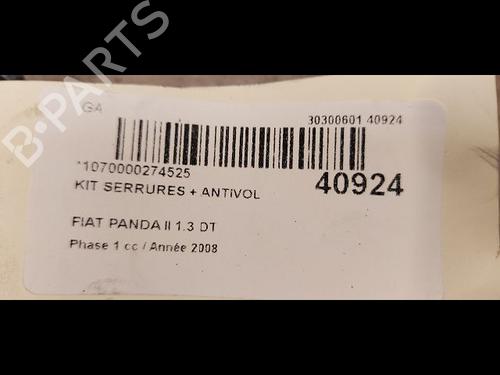 B-PARTS
GA
30300601 40924
*1070000274525
KIT SERRURES + ANTiVOL
40924
FIAT PANDA II 1.3 DT
Phase 1 cc / Année 2008